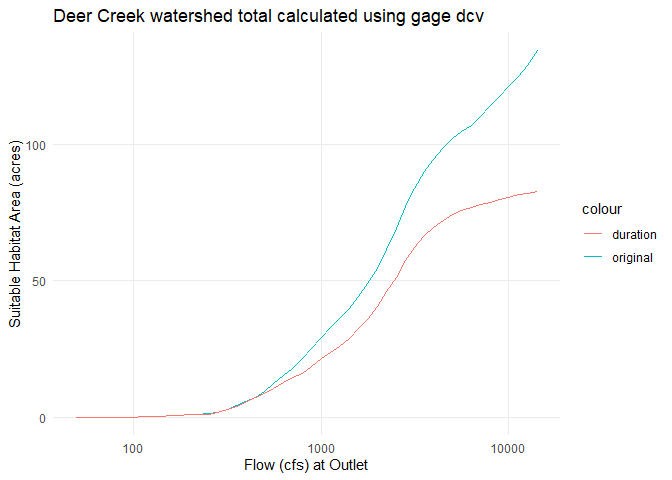 Deer Creek watershed total calculated using gage dcv
Suitable Habitat Area (acres)
100
50
0
100
1000
10000
Flow (cfs) at Outlet
colour
duration
original